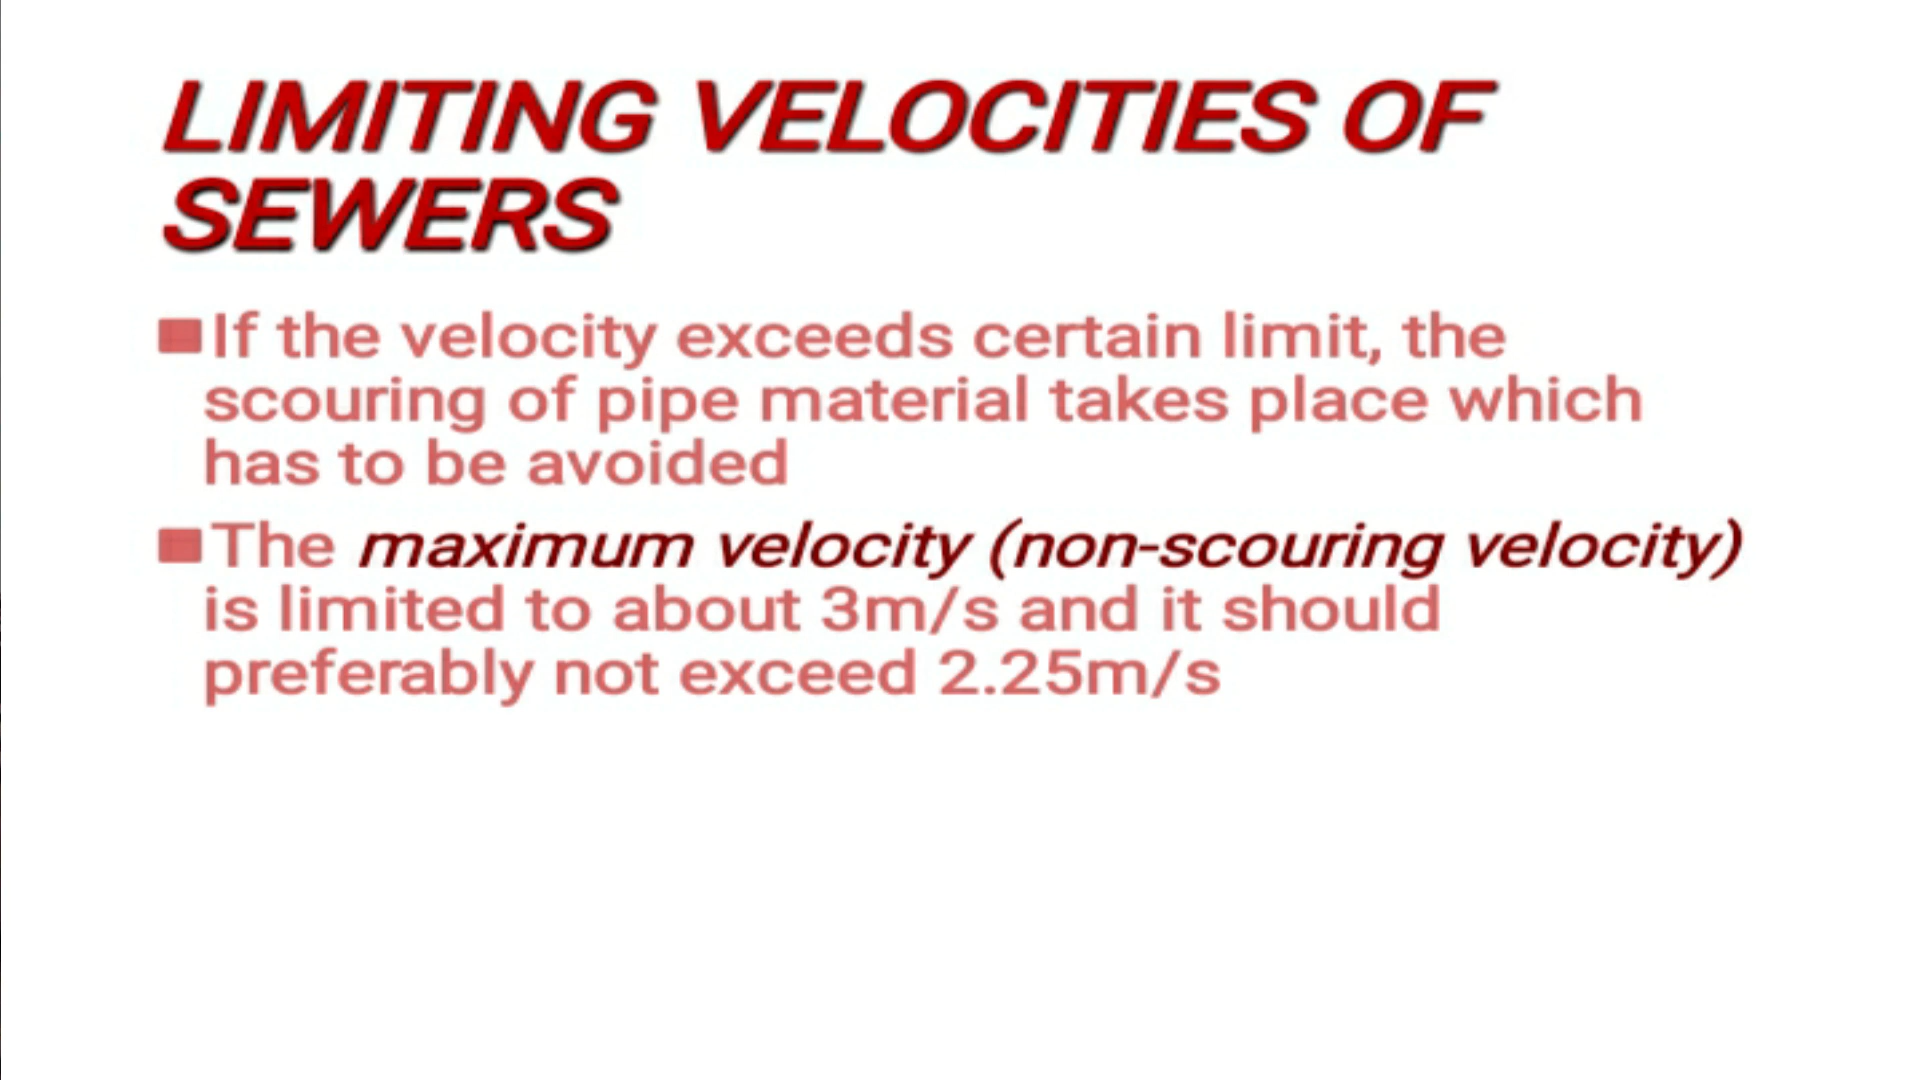 LIMITING VELOCITIES OF
SEWERS
If the velocity exceeds certain limit, the
scouring of pipe material takes place which
has to be avoided
The maximum velocity (non-scouring velocity)
is limited to about 3m/s and it should
preferably not exceed 2.25m/s